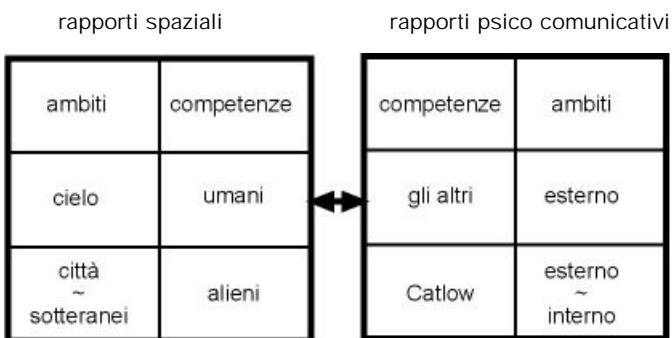 rapporti spaziali
rapporti psico comunicativi
ambiti competenze
cielo umani
città
~
sotteranei
alieni
competenze ambiti
gli altri esterno
Catlow
esterno
~
interno